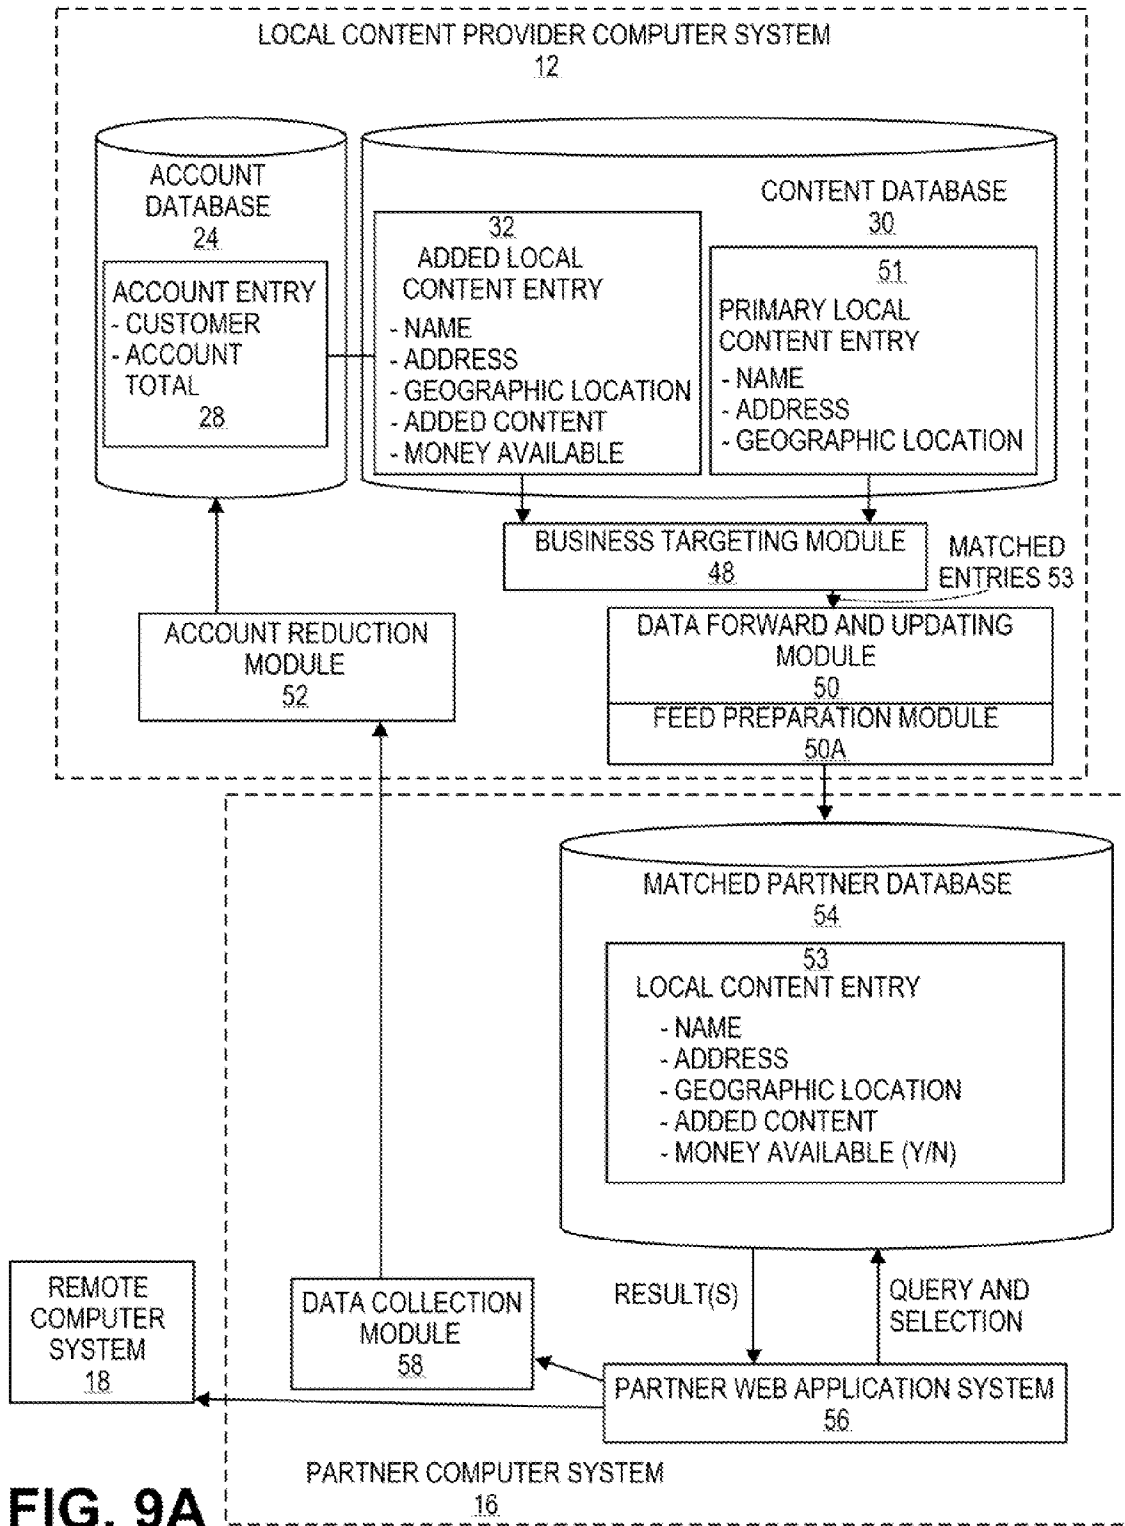 LOCAL CONTENT PROVIDER COMPUTER SYSTEM
12
ACCOUNT
DATABASE
24
ACCOUNT ENTRY
- CUSTOMER
- ACCOUNT
TOTAL
28
CONTENT DATABASE
30
32
ADDED LOCAL
CONTENT ENTRY
- NAME
- ADDRESS
- GEOGRAPHIC LOCATION
- ADDED CONTENT
- MONEY AVAILABLE
51
PRIMARY LOCAL
CONTENT ENTRY
- NAME
- ADDRESS
- GEOGRAPHIC LOCATION
BUSINESS TARGETING MODULE
48
MATCHED
ENTRIES 53
ACCOUNT REDUCTION
MODULE
52
DATA FORWARD AND UPDATING
MODULE
50
FEED PREPARATION MODULE
50A
MATCHED PARTNER DATABASE
54
53
LOCAL CONTENT ENTRY
- NAME
- ADDRESS
- GEOGRAPHIC LOCATION
- ADDED CONTENT
- MONEY AVAILABLE (Y/N)
REMOTE
COMPUTER
SYSTEM
18
DATA COLLECTION
MODULE
58
RESULT(S)
QUERY AND
SELECTION
PARTNER WEB APPLICATION SYSTEM
56
PARTNER COMPUTER SYSTEM
16
FIG. 9A